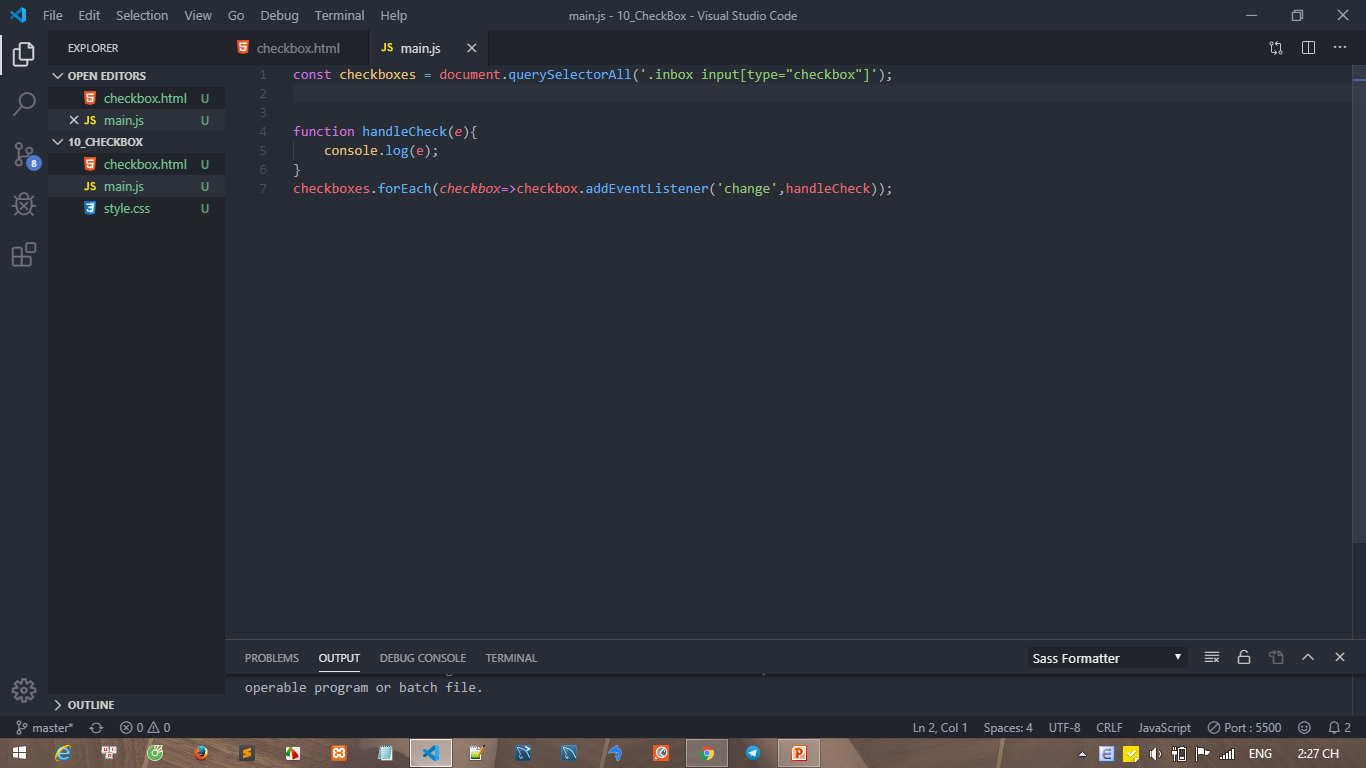 File Edit Selection View Go Debug Terminal Help main.js - 10_CheckBox - Visual Studio Code
EXPLORER
checkbox.html
JS main.js
OPEN EDITORS
checkbox.html U
JS main.js U
10_CHECKBOX
checkbox.html U
JS main.js U
style.css U
8
OUTLINE
1 const checkboxes = document.querySelectorAll('.inbox input[type="checkbox"]');
2
3
4 function handleCheck(e){
5 console.log(e);
6 }
7 checkboxes.forEach(checkbox=>checkbox.addEventListener('change',handleCheck));
PROBLEMS OUTPUT DEBUG CONSOLE TERMINAL Sass Formatter
operable program or batch file.
master* 0 0 Ln 2, Col 1 Spaces: 4 UTF-8 CRLF JavaScript Port : 5500 2
ENG 2:27 CH